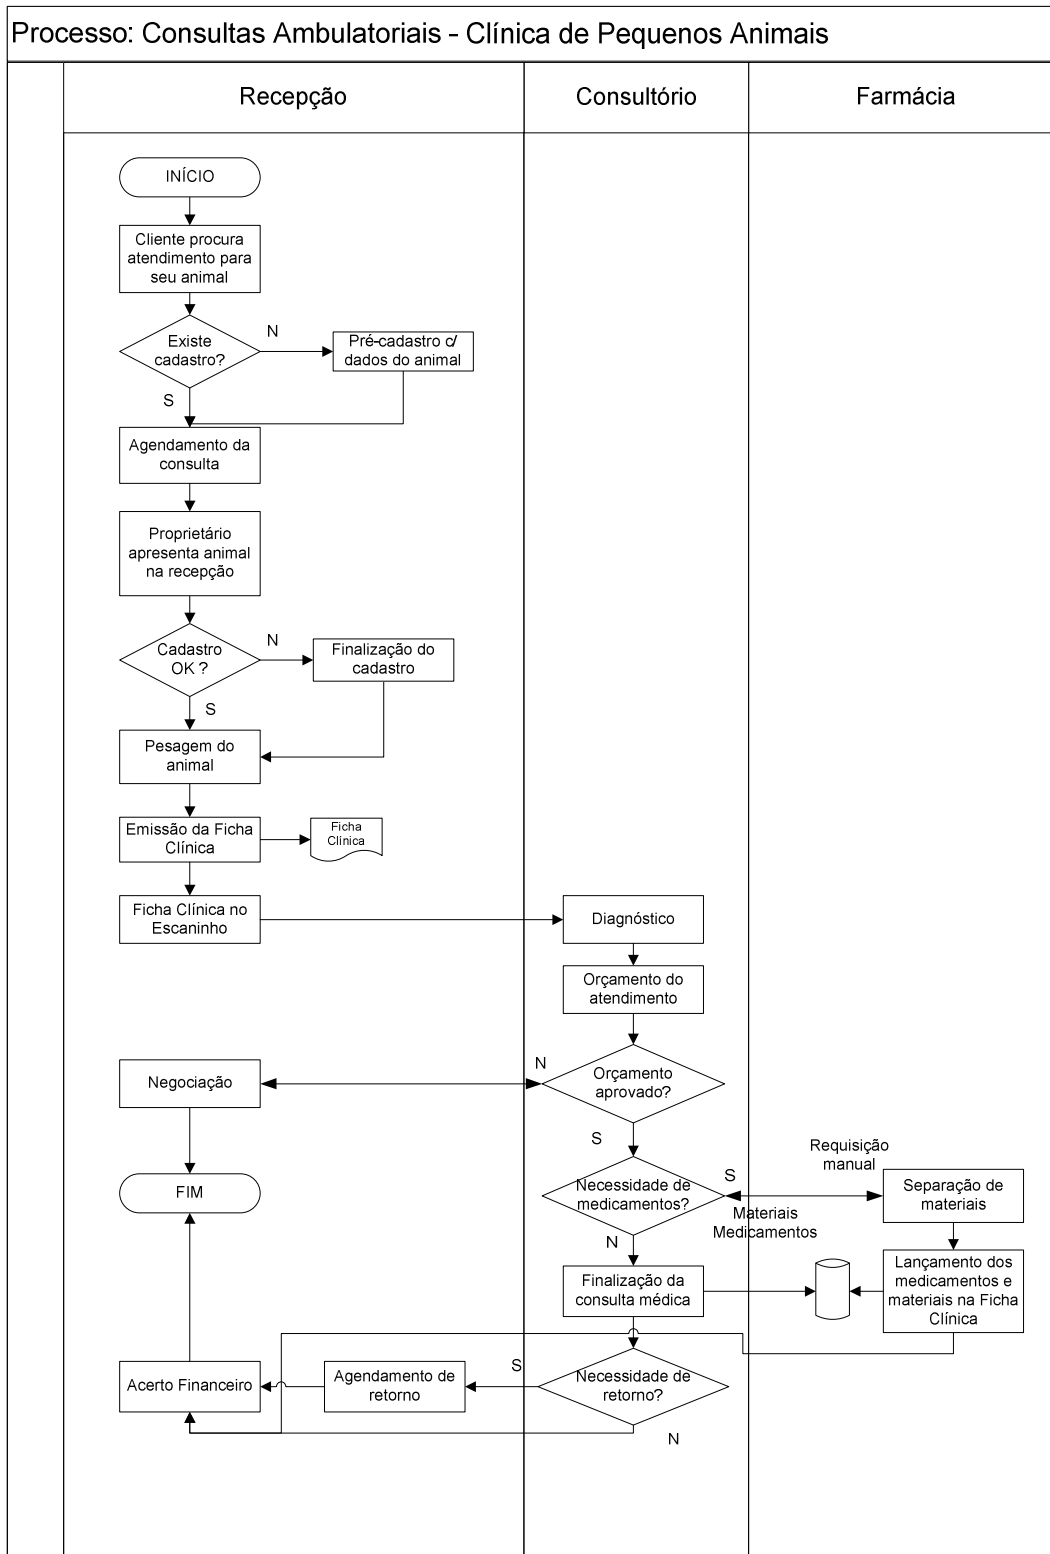 Processo: Consultas Ambulatoriais - Clínica de Pequenos Animais
Recepção
Consultório
Farmácia
INÍCIO
Cliente procura
atendimento para
seu animal
Existe
cadastro?
N
Pré-cadastro c/
dados do animal
S
Agendamento da
consulta
Proprietário
apresenta animal
na recepção
Cadastro
OK ?
N
Finalização do
cadastro
S
Pesagem do
animal
Emissão da Ficha
Clínica
Ficha
Clínica
Ficha Clínica no
Escaninho
Diagnóstico
Orçamento do
atendimento
Orçamento
aprovado?
N
Negociação
S
FIM
Necessidade de
medicamentos?
S
Requisição
manual
Materiais
Medicamentos
Separação de
materiais
N
Finalização da
consulta médica
Lançamento dos
medicamentos e
materiais na Ficha
Clínica
Necessidade de
retorno?
S
Agendamento de
retorno
Acerto Financeiro
N